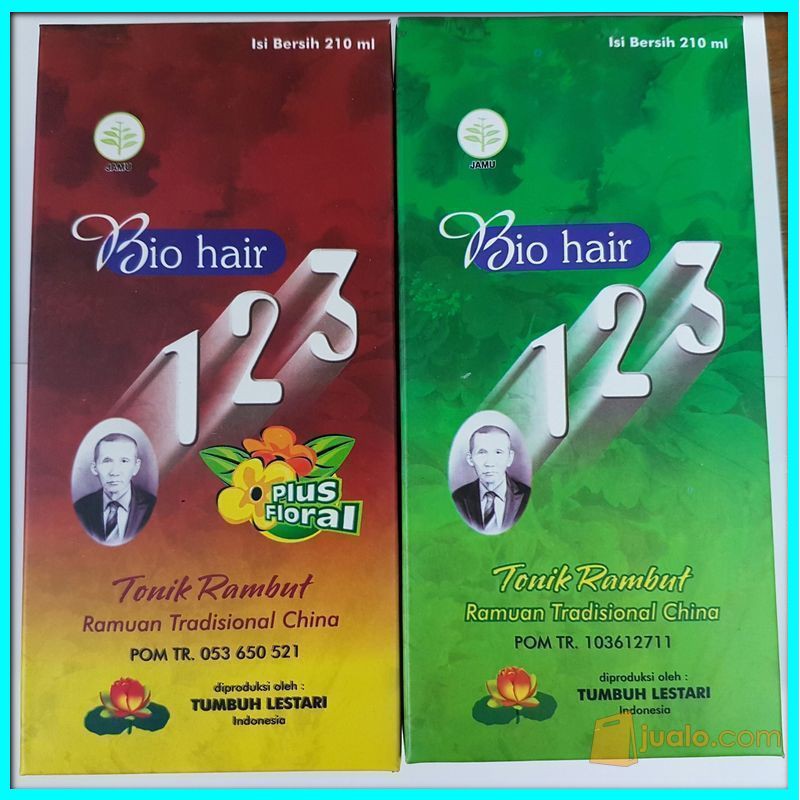 Isi Bersih 210 ml
JAMU
Bio hair
123
Plus
Floral
Tonik Rambut
Ramuan Tradisional China
POM TR. 053 650 521
diproduksi oleh :
TUMBUH LESTARI
Indonesia
Isi Bersih 210 ml
JAMU
Bio hair
123
Tonik Rambut
Ramuan Tradisional China
POM TR. 103612711
diproduksi oleh :
TUMBUH LESTARI
Indonesia
jualo.com